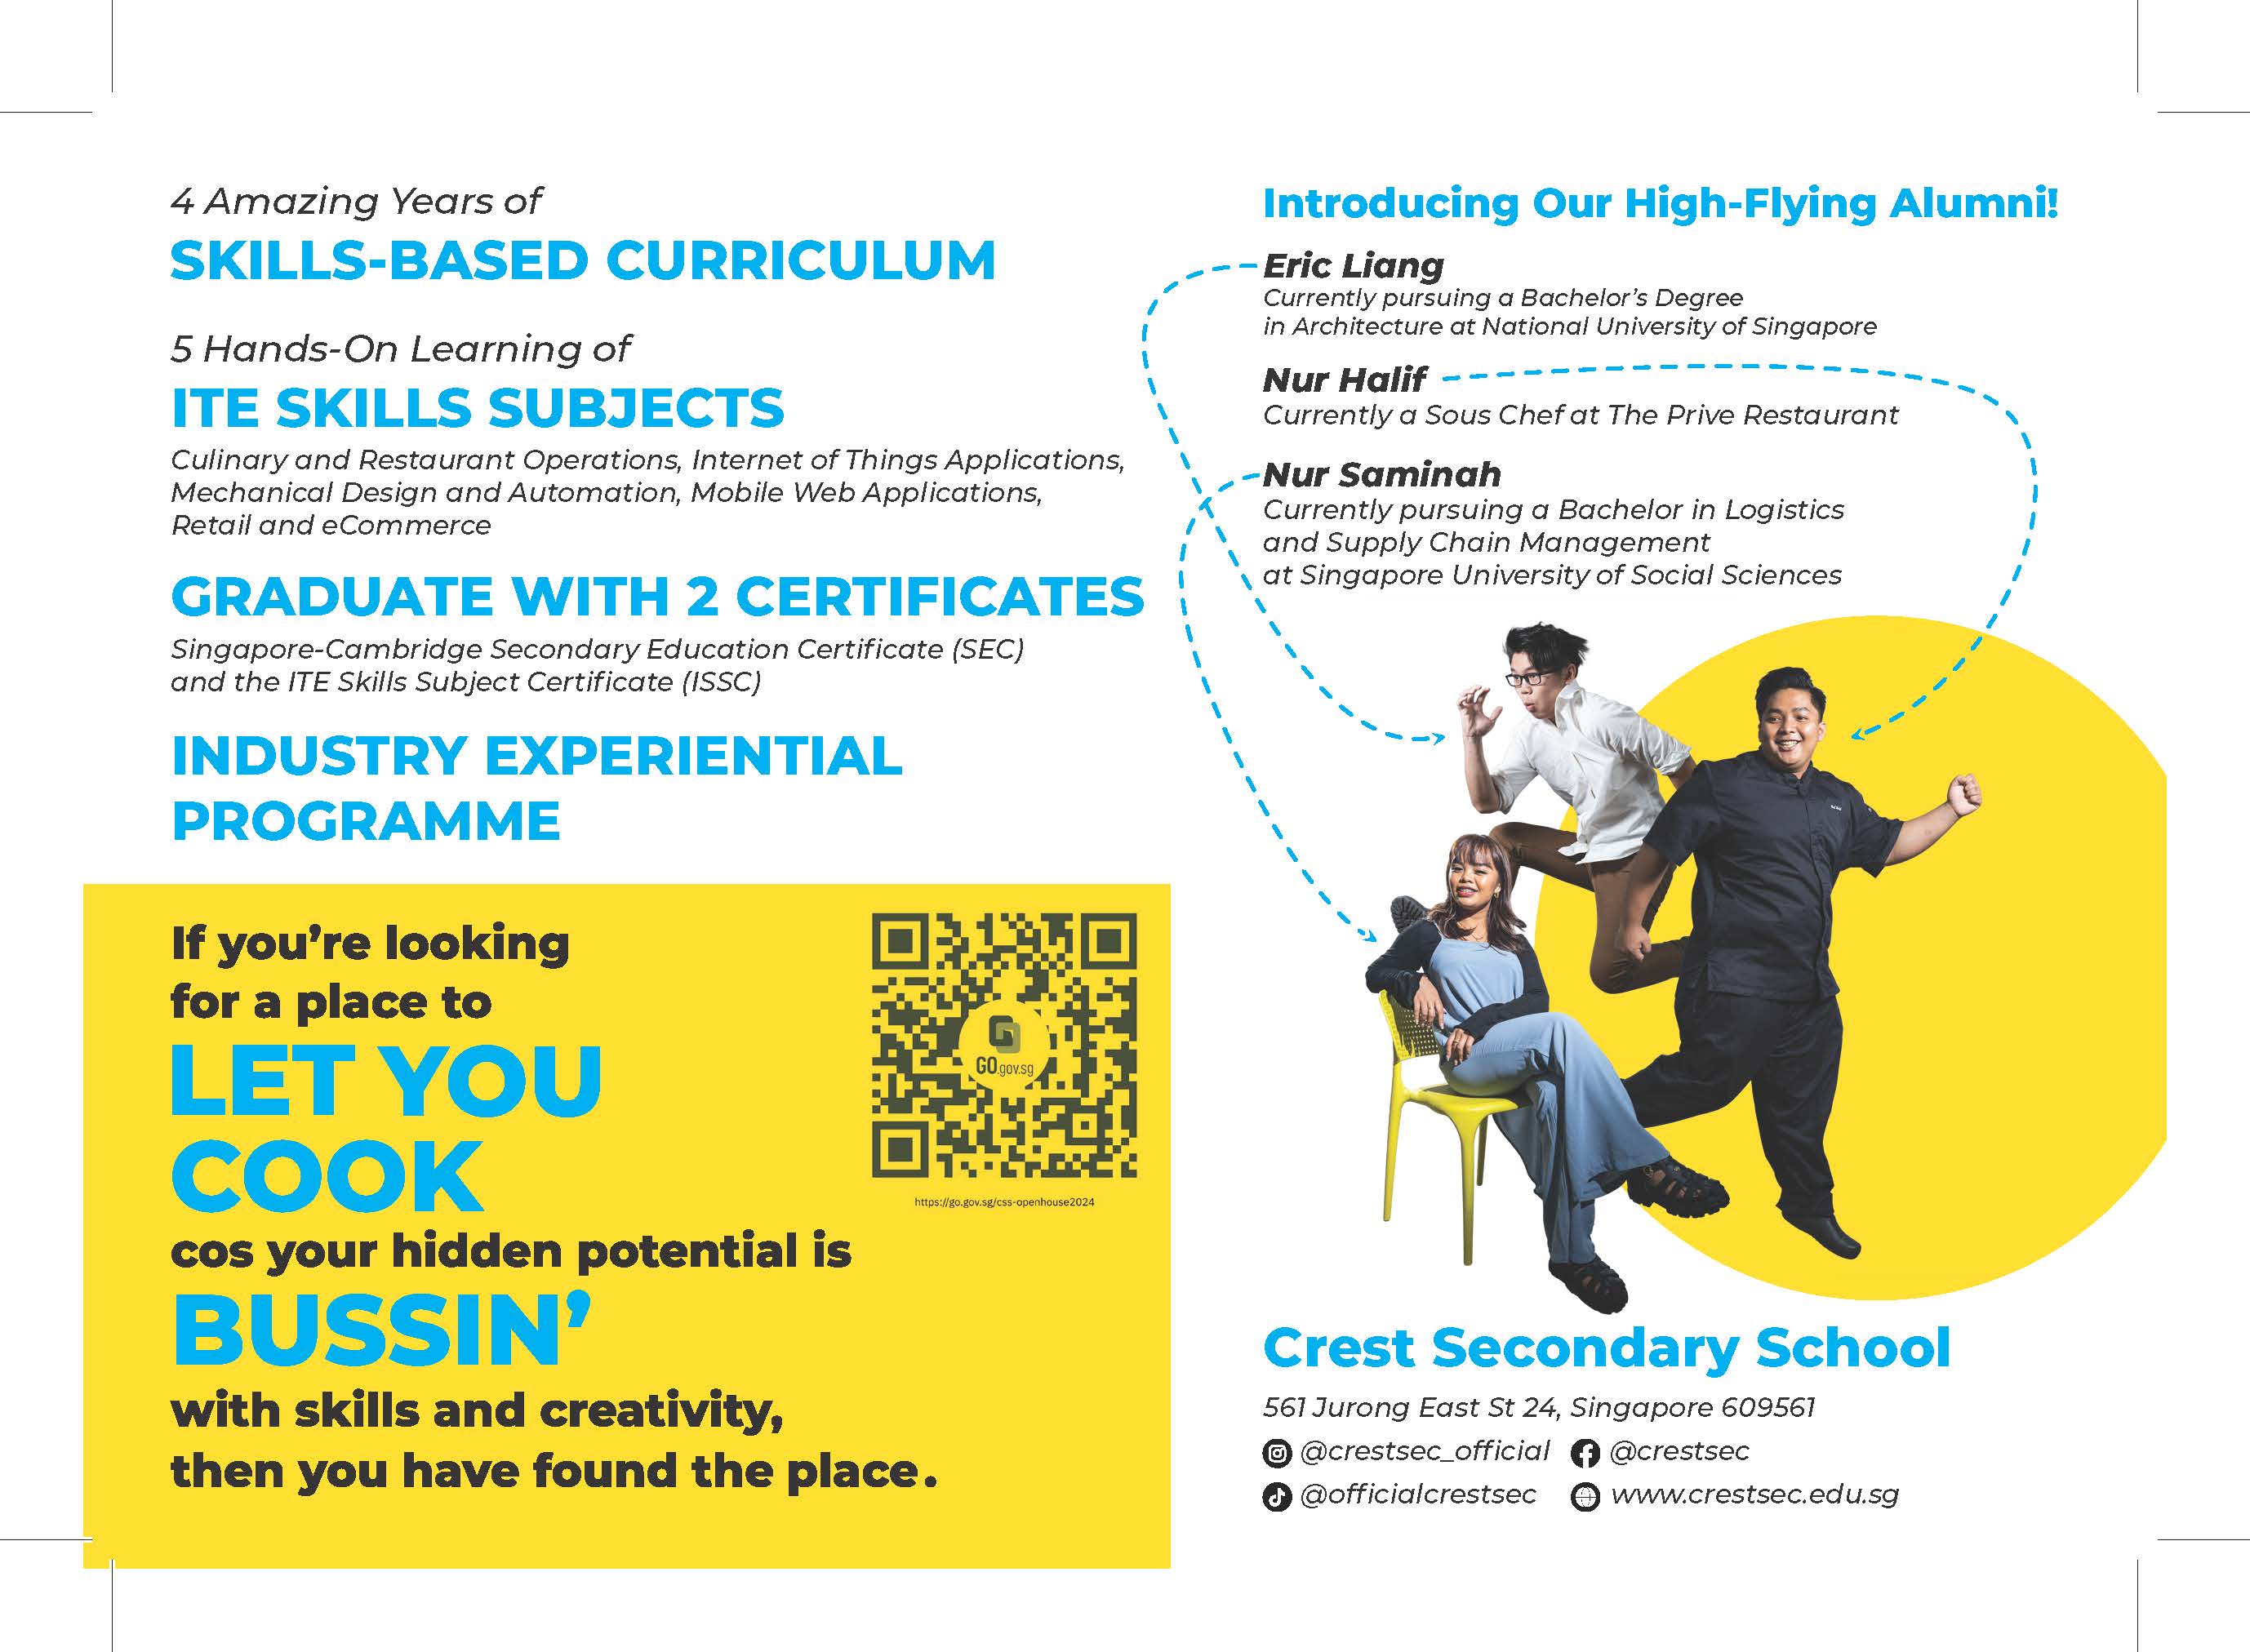 4 Amazing Years of
SKILLS-BASED CURRICULUM
5 Hands-On Learning of
ITE SKILLS SUBJECTS
Culinary and Restaurant Operations, Internet of Things Applications,
Mechanical Design and Automation, Mobile Web Applications,
Retail and eCommerce
GRADUATE WITH 2 CERTIFICATES
Singapore-Cambridge Secondary Education Certificate (SEC)
and the ITE Skills Subject Certificate (ISSC)
INDUSTRY EXPERIENTIAL
PROGRAMME
If you’re looking
for a place to
LET YOU
COOK
cos your hidden potential is
BUSSIN’
with skills and creativity,
then you have found the place.
GO.gov.sg
https://go.gov.sg/css-openhouse2024
Introducing Our High-Flying Alumni!
Eric Liang
Currently pursuing a Bachelor’s Degree
in Architecture at National University of Singapore
Nur Halif
Currently a Sous Chef at The Prive Restaurant
Nur Saminah
Currently pursuing a Bachelor in Logistics
and Supply Chain Management
at Singapore University of Social Sciences
Crest Secondary School
561 Jurong East St 24, Singapore 609561
@crestsec_official @crestsec
@officialcrestsec www.crestsec.edu.sg